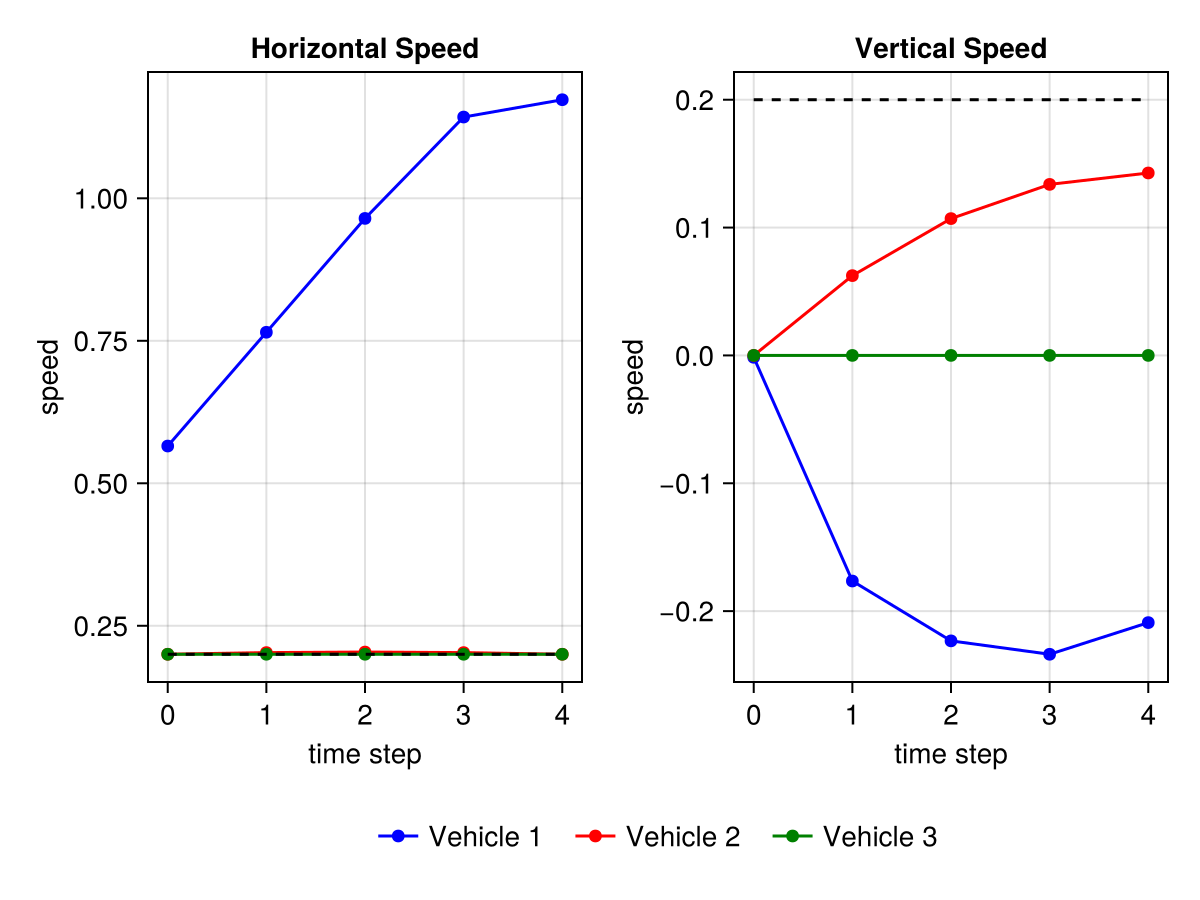 Horizontal Speed
speed
1.00
0.75
0.50
0.25
0 1 2 3 4
time step
Vertical Speed
speed
0.2
0.1
0.0
−0.1
−0.2
0 1 2 3 4
time step
Vehicle 1 Vehicle 2 Vehicle 3